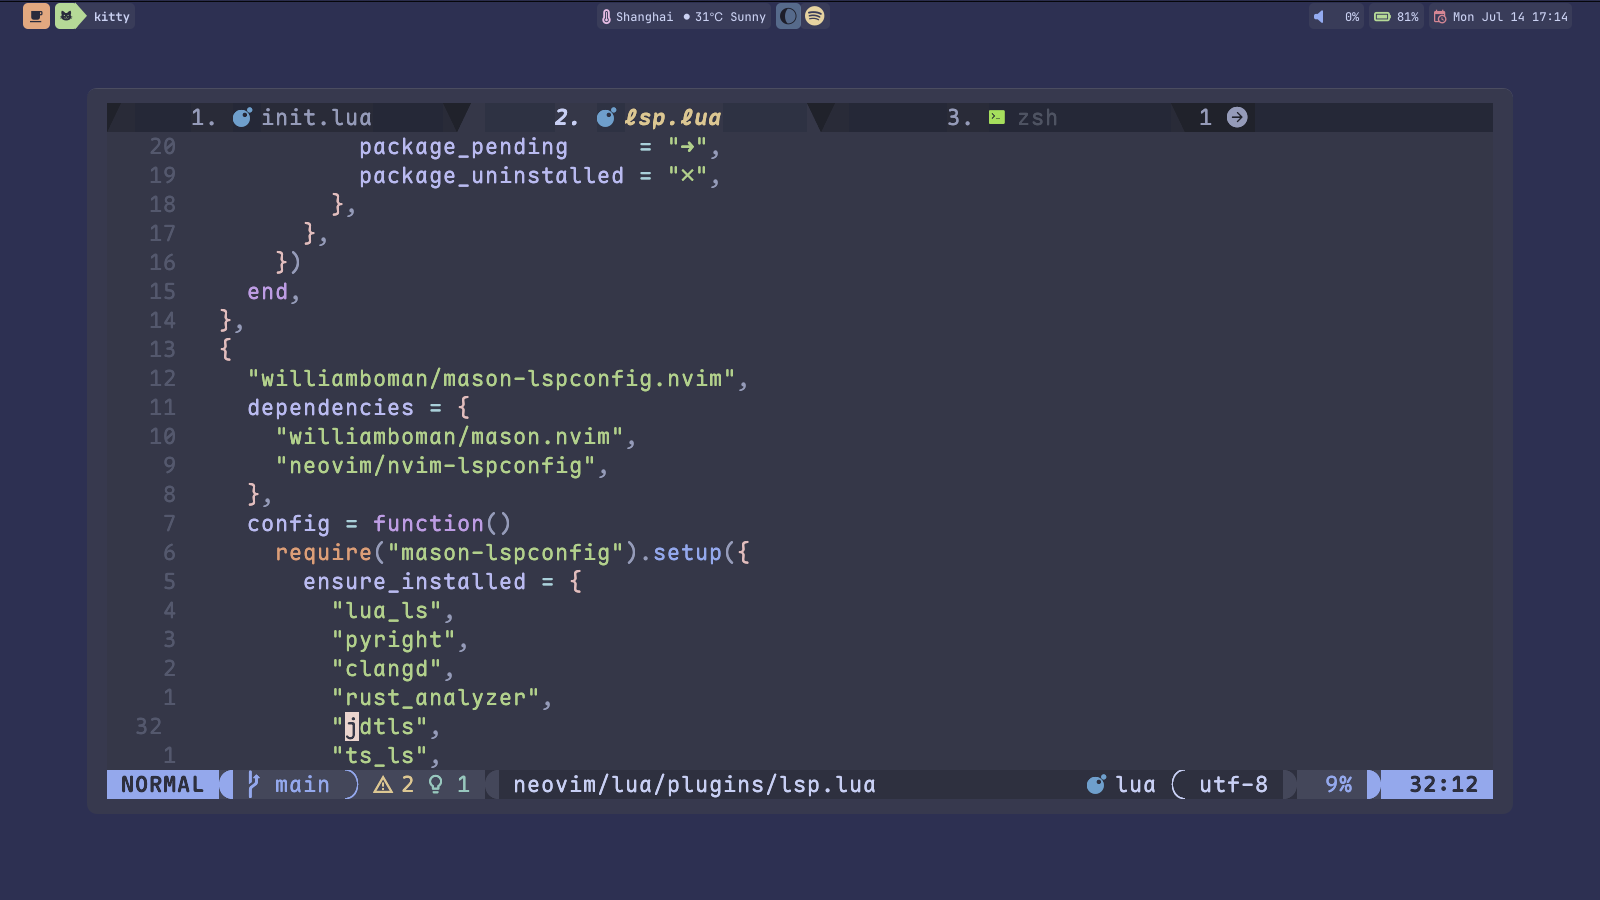 kitty
Shanghai ● 31°C Sunny
0%
81%
Mon Jul 14 17:14
1. init.lua
2. lsp.lua
3. zsh
1
20 package_pending = "➜",
19 package_uninstalled = "✕",
18 },
17 },
16 })
15 end,
14 },
13 {
12 "williamboman/mason-lspconfig.nvim",
11 dependencies = {
10 "williamboman/mason.nvim",
9 "neovim/nvim-lspconfig",
8 },
7 config = function()
6 require("mason-lspconfig").setup({
5 ensure_installed = {
4 "lua_ls",
3 "pyright",
2 "clangd",
1 "rust_analyzer",
32 "jdtls",
1 "ts_ls",
NORMAL main 2 1 neovim/lua/plugins/lsp.lua lua utf-8 9% 32:12